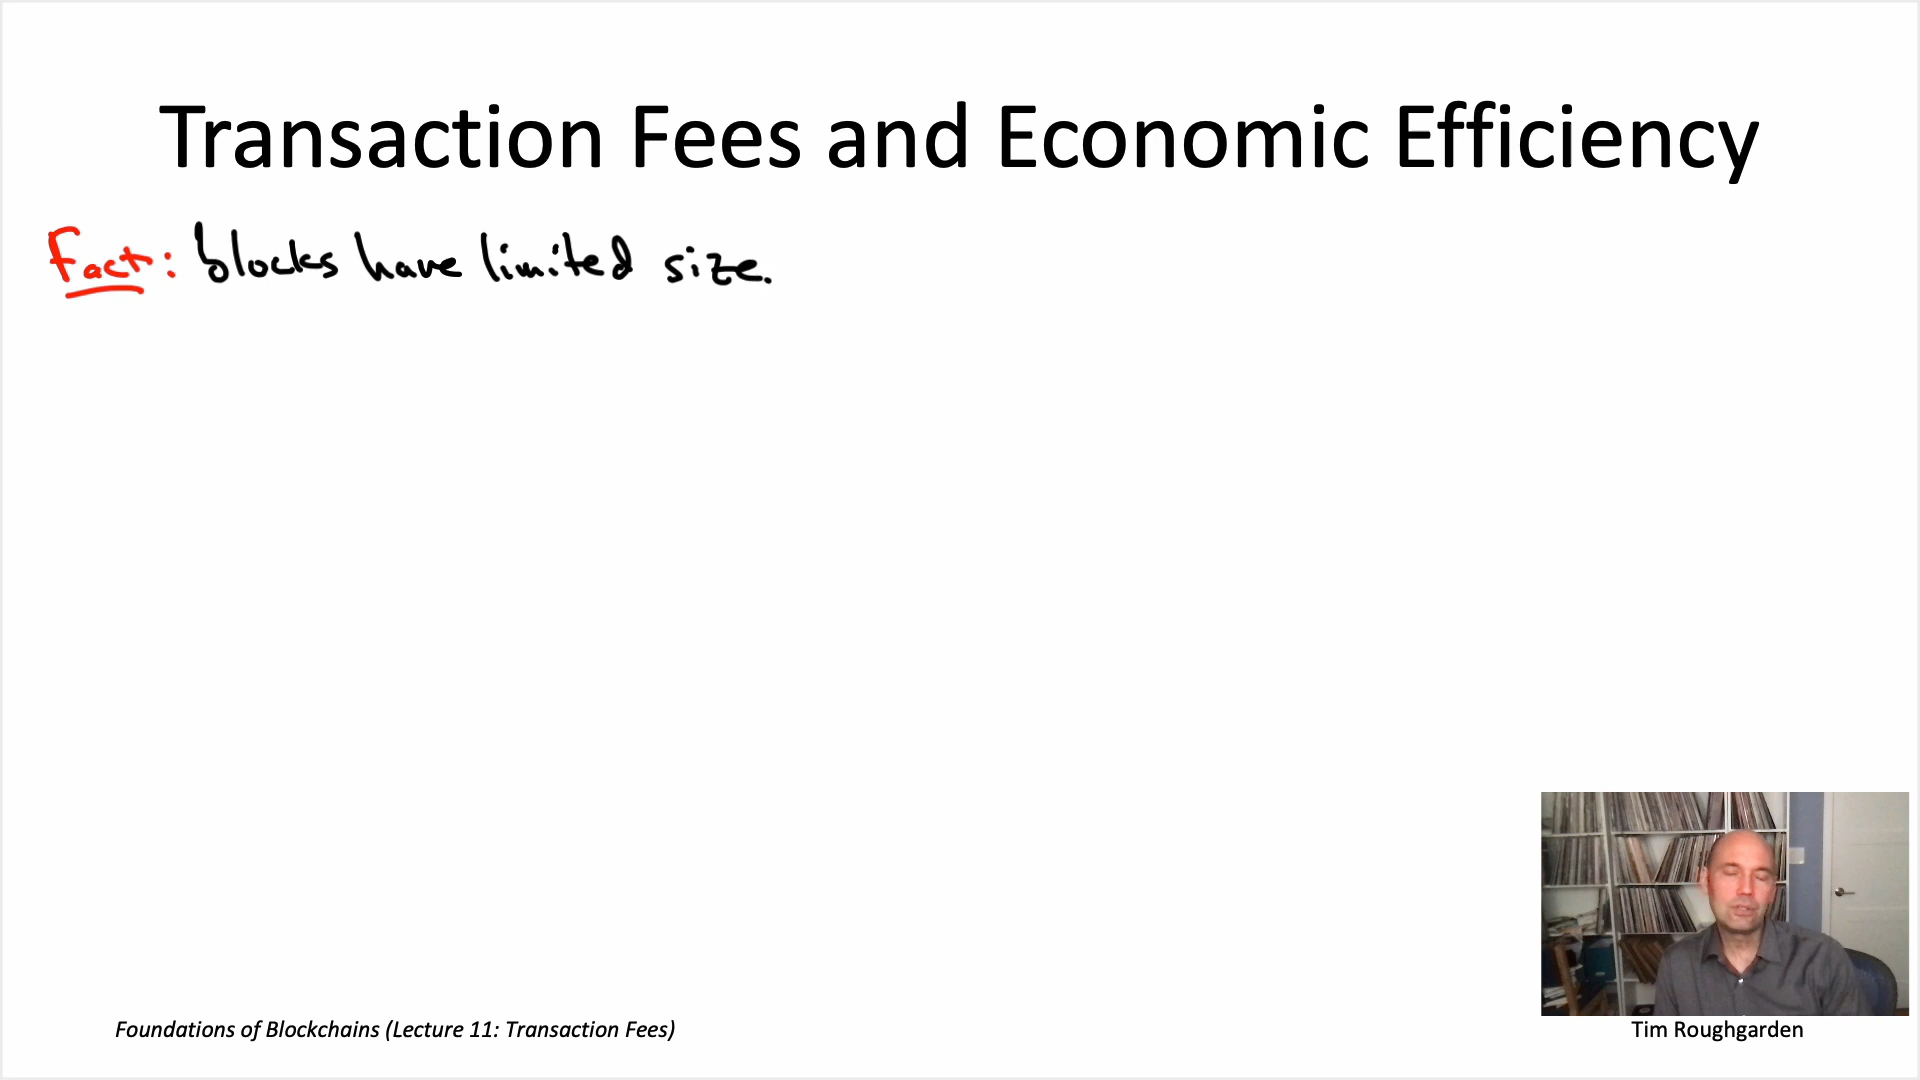 Transaction Fees and Economic Efficiency
Fact: blocks have limited size.
Foundations of Blockchains (Lecture 11: Transaction Fees)
Tim Roughgarden